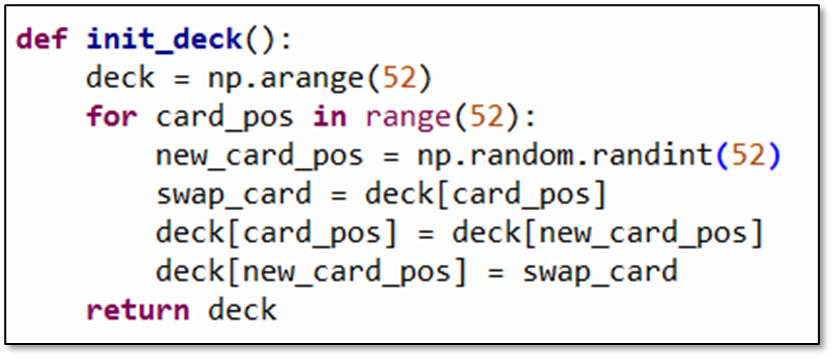 def init_deck():
    deck = np.arange(52)
    for card_pos in range(52):
        new_card_pos = np.random.randint(52)
        swap_card = deck[card_pos]
        deck[card_pos] = deck[new_card_pos]
        deck[new_card_pos] = swap_card
    return deck